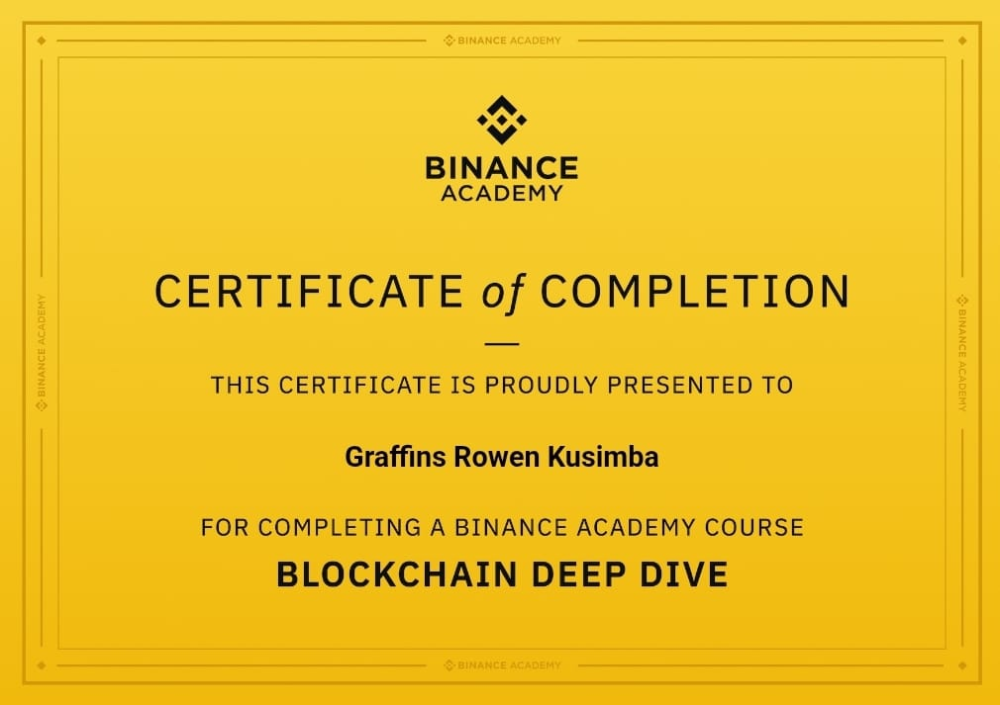 BINANCE ACADEMY
BINANCE
ACADEMY
CERTIFICATE of COMPLETION
THIS CERTIFICATE IS PROUDLY PRESENTED TO
Graffins Rowen Kusimba
FOR COMPLETING A BINANCE ACADEMY COURSE
BLOCKCHAIN DEEP DIVE
BINANCE ACADEMY
BINANCE ACADEMY
BINANCE ACADEMY